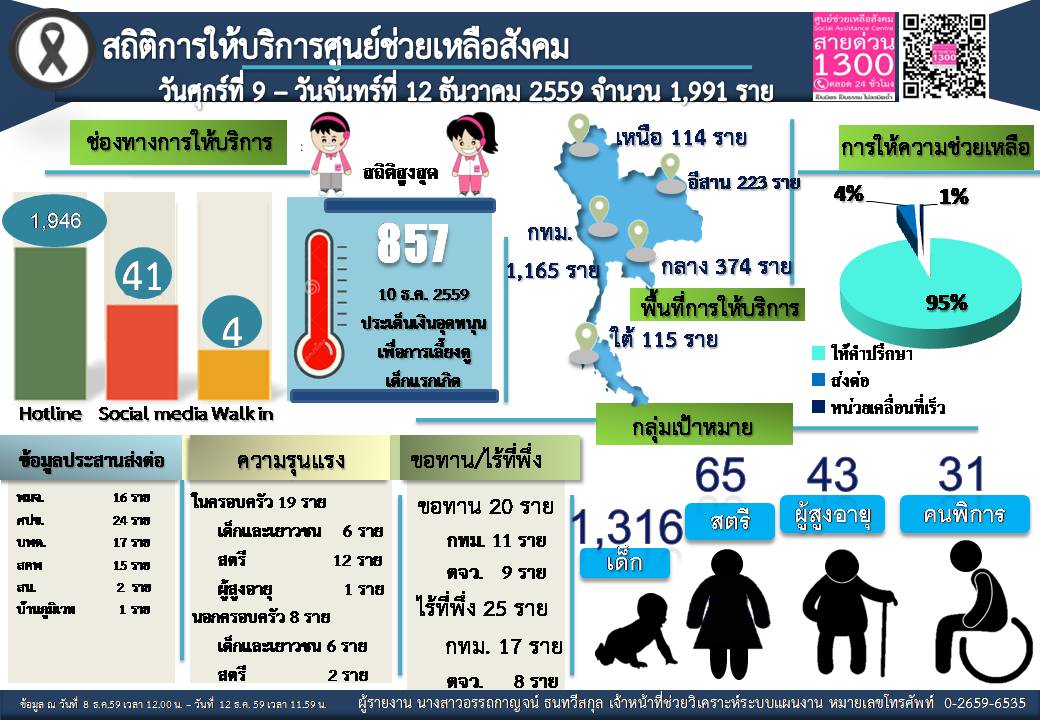 สถิติการให้บริการศูนย์ช่วยเหลือสังคม
วันศุกร์ที่ 9 – วันจันทร์ที่ 12 ธันวาคม 2559 จำนวน 1,991 ราย
ศูนย์ช่วยเหลือสังคม
Social Assistance Centre
สายด่วน
1300
ตลอด 24 ชั่วโมง
1300
ช่องทางการให้บริการ
1,946
41
4
Hotline
Social media
Walk in
สถิติสูงสุด
857
10 ธ.ค. 2559
ประเด็นเงินอุดหนุน
เพื่อการเลี้ยงดู
เด็กแรกเกิด
เหนือ 114 ราย
อีสาน 223 ราย
กทม.
1,165 ราย
กลาง 374 ราย
พื้นที่การให้บริการ
ใต้ 115 ราย
การให้ความช่วยเหลือ
4%
1%
95%
ให้คำปรึกษา
ส่งต่อ
หน่วยเคลื่อนที่เร็ว
ข้อมูลประสานส่งต่อ
พมจ. 16 ราย
ศปข. 24 ราย
บพด. 17 ราย
สคพ 15 ราย
สน. 2 ราย
บ้านภูมิเวท 1 ราย
ความรุนแรง
ในครอบครัว 19 ราย
เด็กและเยาวชน 6 ราย
สตรี 12 ราย
ผู้สูงอายุ 1 ราย
นอกครอบครัว 8 ราย
เด็กและเยาวชน 6 ราย
สตรี 2 ราย
ขอทาน/ไร้ที่พึ่ง
ขอทาน 20 ราย
กทม. 11 ราย
ตจว. 9 ราย
ไร้ที่พึ่ง 25 ราย
กทม. 17 ราย
ตจว. 8 ราย
กลุ่มเป้าหมาย
1,316
เด็ก
65
สตรี
43
ผู้สูงอายุ
31
คนพิการ
ข้อมูล ณ วันที่ 8 ธ.ค.59 เวลา 12.00 น. – วันที่ 12 ธ.ค. 59 เวลา 11.59 น.
ผู้รายงาน นางสาวอรรถกาญจน์ ธนทวีสกุล เจ้าหน้าที่ช่วยวิเคราะห์ระบบแผนงาน หมายเลขโทรศัพท์ 0-2659-6535